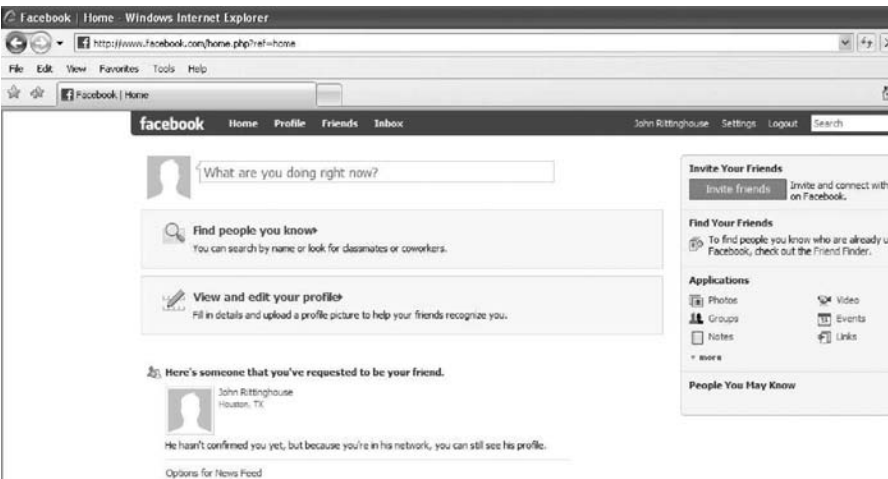 Facebook | Home - Windows Internet Explorer
http://www.facebook.com/home.php?ref=home
File Edit View Favorites Tools Help
Facebook | Home
facebook Home Profile Friends Inbox John Rittinghouse Settings Logout Search
What are you doing right now?
Find people you know
You can search by name or look for classmates or coworkers.
View and edit your profile
Fill in details and upload a profile picture to help your friends recognize you.
Here's someone that you've requested to be your friend.
John Rittinghouse
Houston, TX
He hasn't confirmed you yet, but because you're in his network, you can still see his profile.
Options for News Feed
Invite Your Friends
Invite friends
Invite and connect with
on Facebook.
Find Your Friends
To find people you know who are already u
Facebook, check out the Friend Finder.
Applications
Photos Video
Groups Events
Notes Links
more
People You May Know